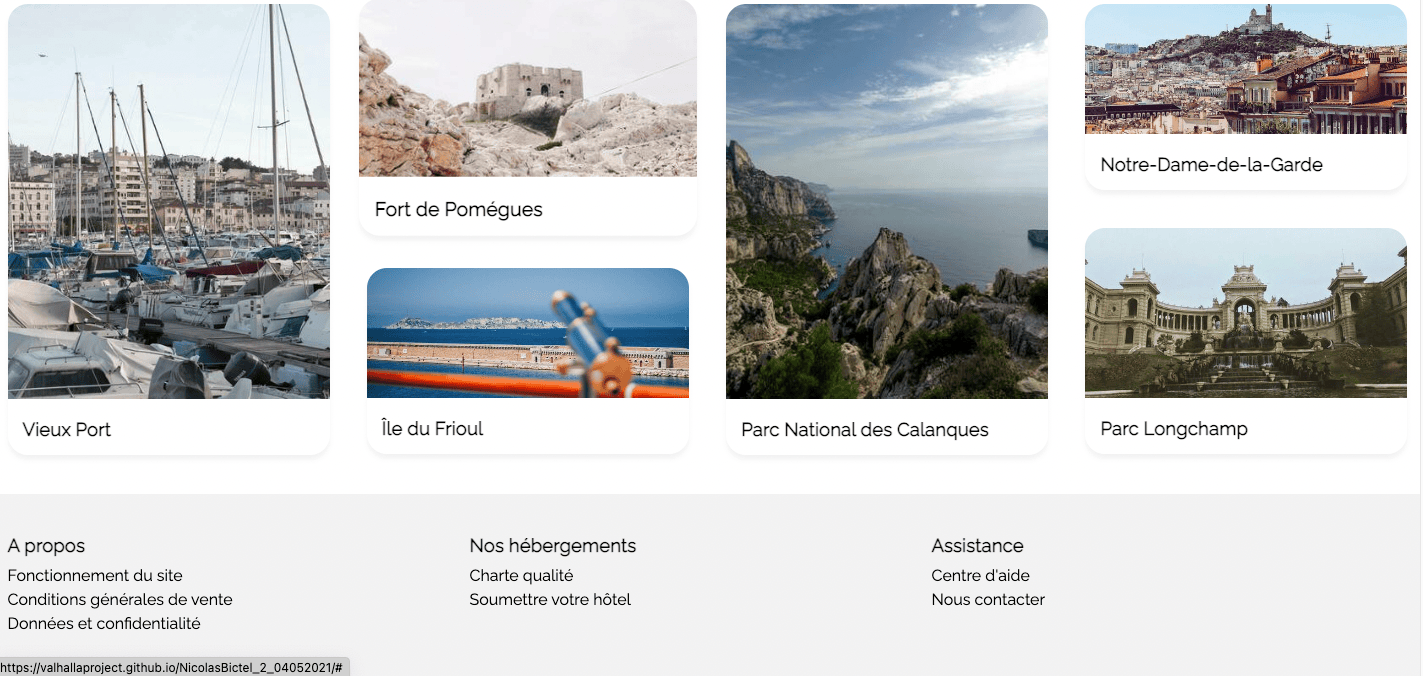 Notre-Dame-de-la-Garde
Fort de Pomégues
Vieux Port
Île du Frioul
Parc National des Calanques
Parc Longchamp
A propos
Fonctionnement du site
Conditions générales de vente
Données et confidentialité
Nos hébergements
Charte qualité
Soumettre votre hôtel
Assistance
Centre d'aide
Nous contacter
https://valhallaproject.github.io/NicolasBictel_2_04052021/#